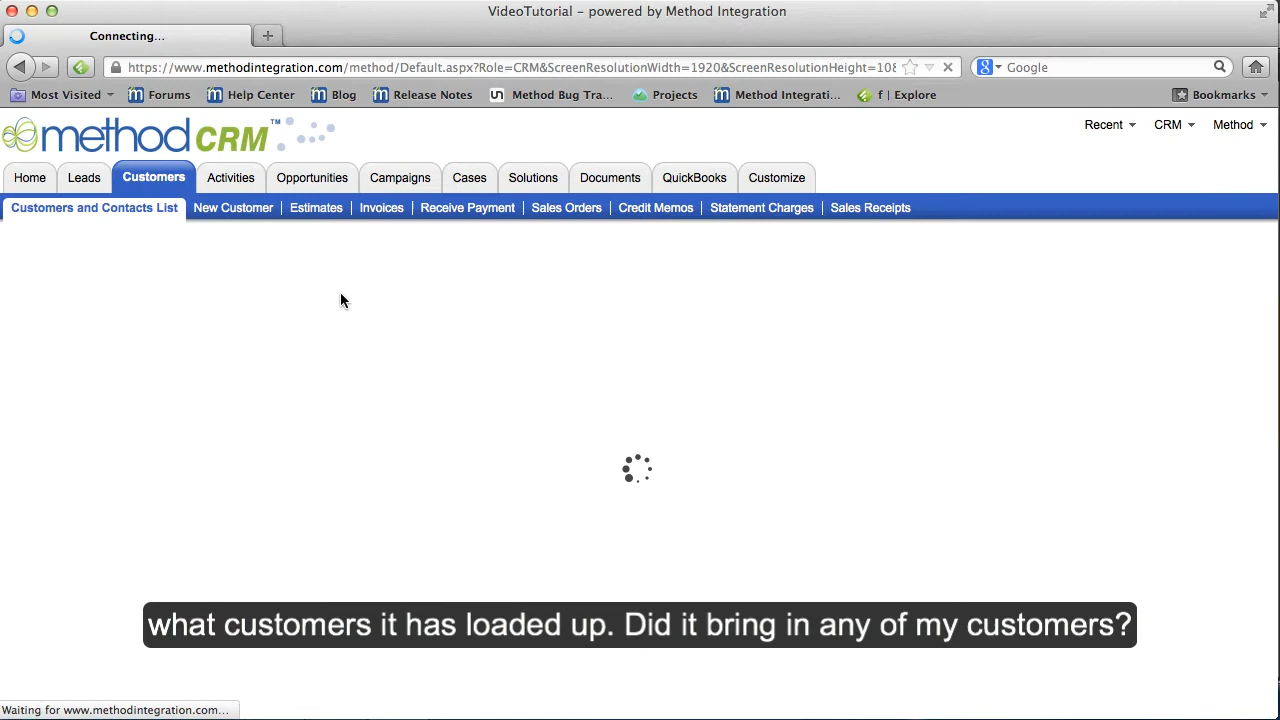 VideoTutorial - powered by Method Integration
Connecting...
https://www.methodintegration.com/method/Default.aspx?Role=CRM&ScreenResolutionWidth=1920&ScreenResolutionHeight=108
Google
Most Visited Forums Help Center Blog Release Notes Method Bug Tra... Projects Method Integrati... f | Explore Bookmarks
methodCRM™ Recent CRM Method
Home Leads Customers Activities Opportunities Campaigns Cases Solutions Documents QuickBooks Customize
Customers and Contacts List New Customer Estimates Invoices Receive Payment Sales Orders Credit Memos Statement Charges Sales Receipts
what customers it has loaded up. Did it bring in any of my customers?
Waiting for www.methodintegration.com...